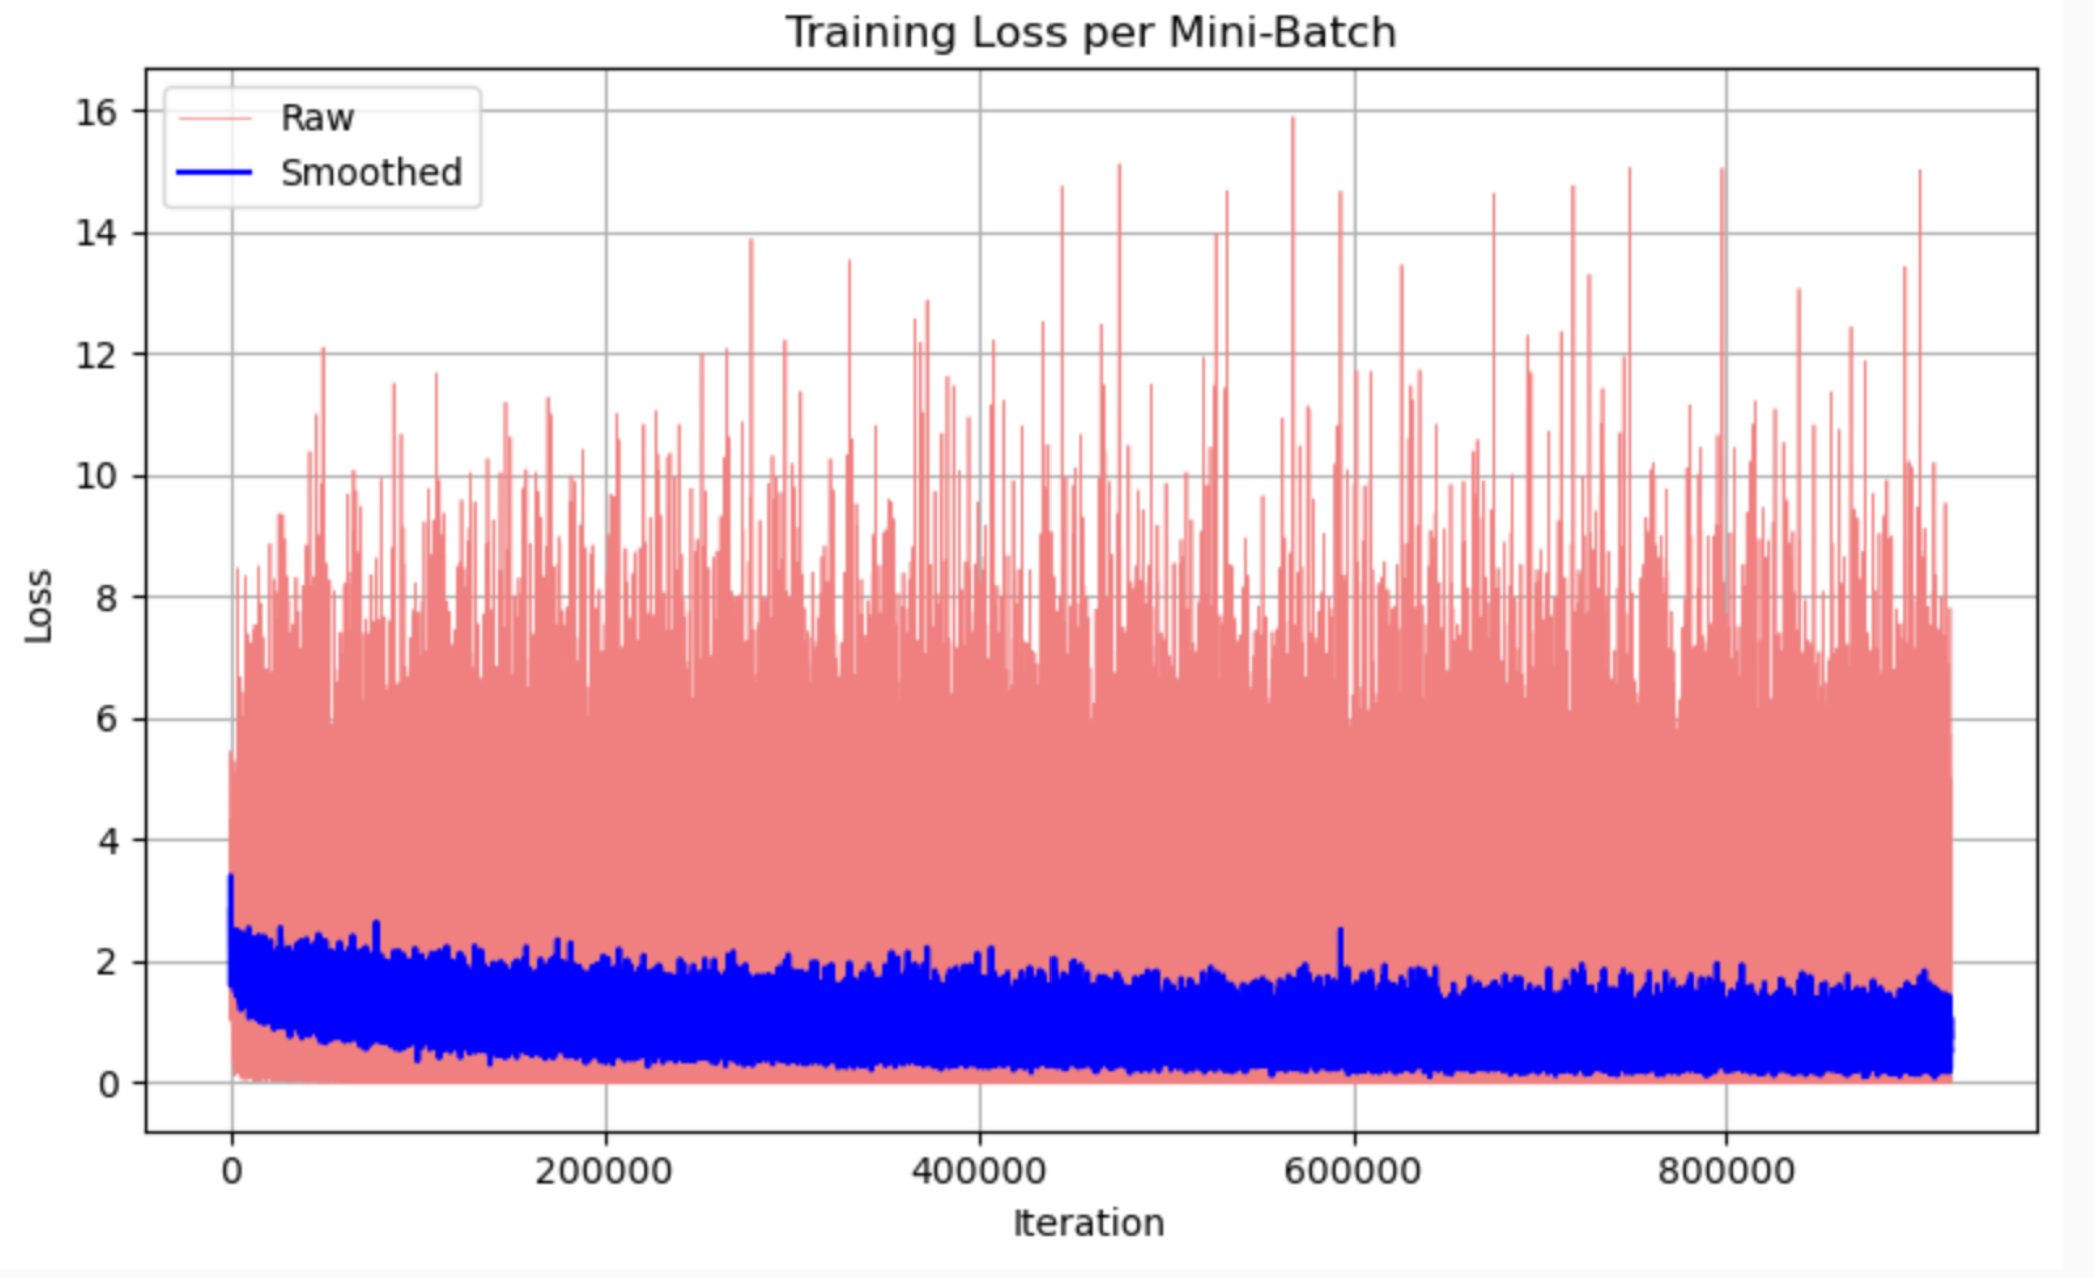 Training Loss per Mini-Batch
Raw
Smoothed
16
14
12
10
8
6
4
2
0
Loss
0 200000 400000 600000 800000
Iteration